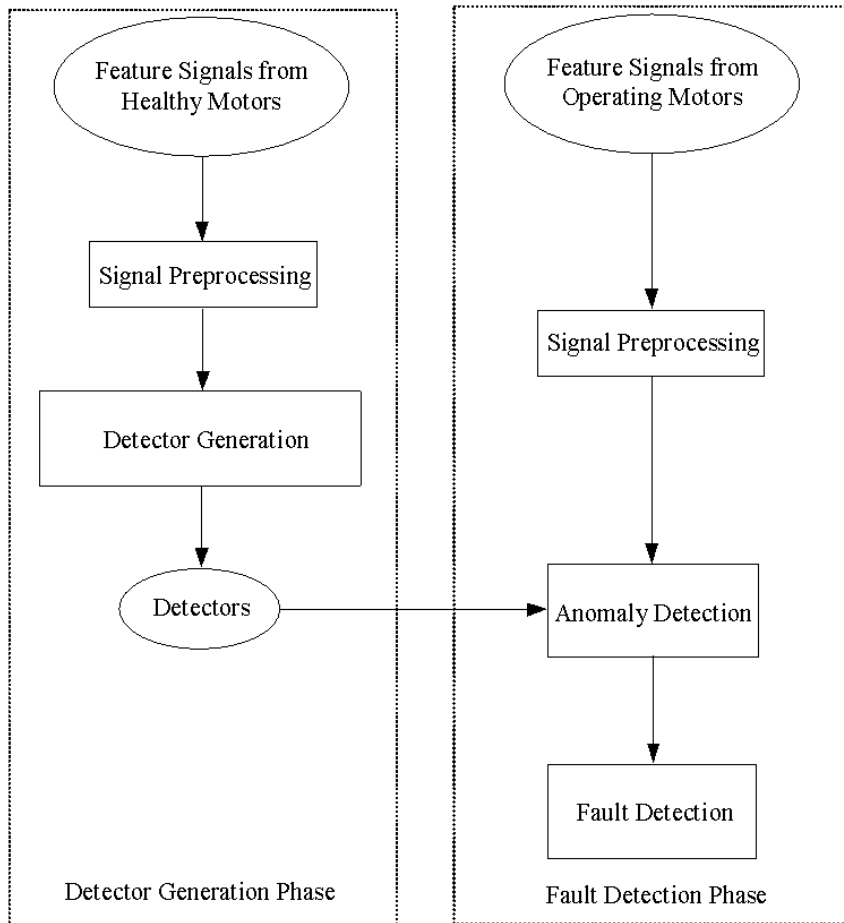 Feature Signals from
Healthy Motors
Signal Preprocessing
Detector Generation
Detectors
Detector Generation Phase
Feature Signals from
Operating Motors
Signal Preprocessing
Anomaly Detection
Fault Detection
Fault Detection Phase